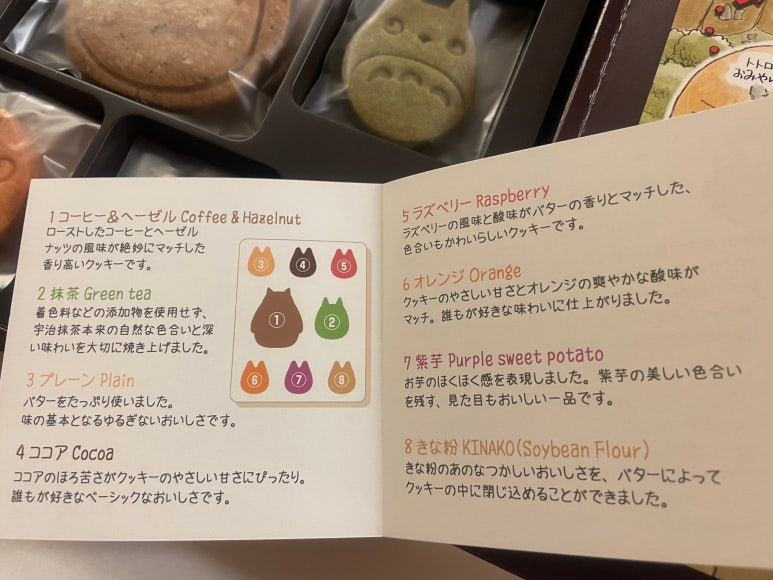 トトロ
おみやげ
1 コーヒー&ヘーゼル Coffee & Hazelnut
ローストしたコーヒーとヘーゼル
ナッツの風味が絶妙にマッチした
香り高いクッキーです。
2 抹茶 Green tea
着色料などの添加物を使用せず、
宇治抹茶本来の自然な色合いと深
い味わいを大切に焼き上げました。
3 プレーン Plain
バターをたっぷり使いました。
味の基本となるゆるぎないおいしさです。
4 ココア Cocoa
ココアのほろ苦さがクッキーのやさしい甘さにぴったり。
誰もが好きなベーシックなおいしさです。
③ ④ ⑤
① ②
⑥ ⑦ ⑧
5 ラズベリー Raspberry
ラズベリーの風味と酸味がバターの香りとマッチした、
色合いもかわいらしいクッキーです。
6 オレンジ Orange
クッキーのやさしい甘さとオレンジの爽やかな酸味が
マッチ。誰もが好きな味わいに仕上がりました。
7 紫芋 Purple sweet potato
お芋のほくほく感を表現しました。紫芋の美しい色合い
を残す、見た目もおいしい一品です。
8 きな粉 KINAKO(Soybean Flour)
きな粉のあのなつかしいおいしさを、バターによって
クッキーの中に閉じ込めることができました。